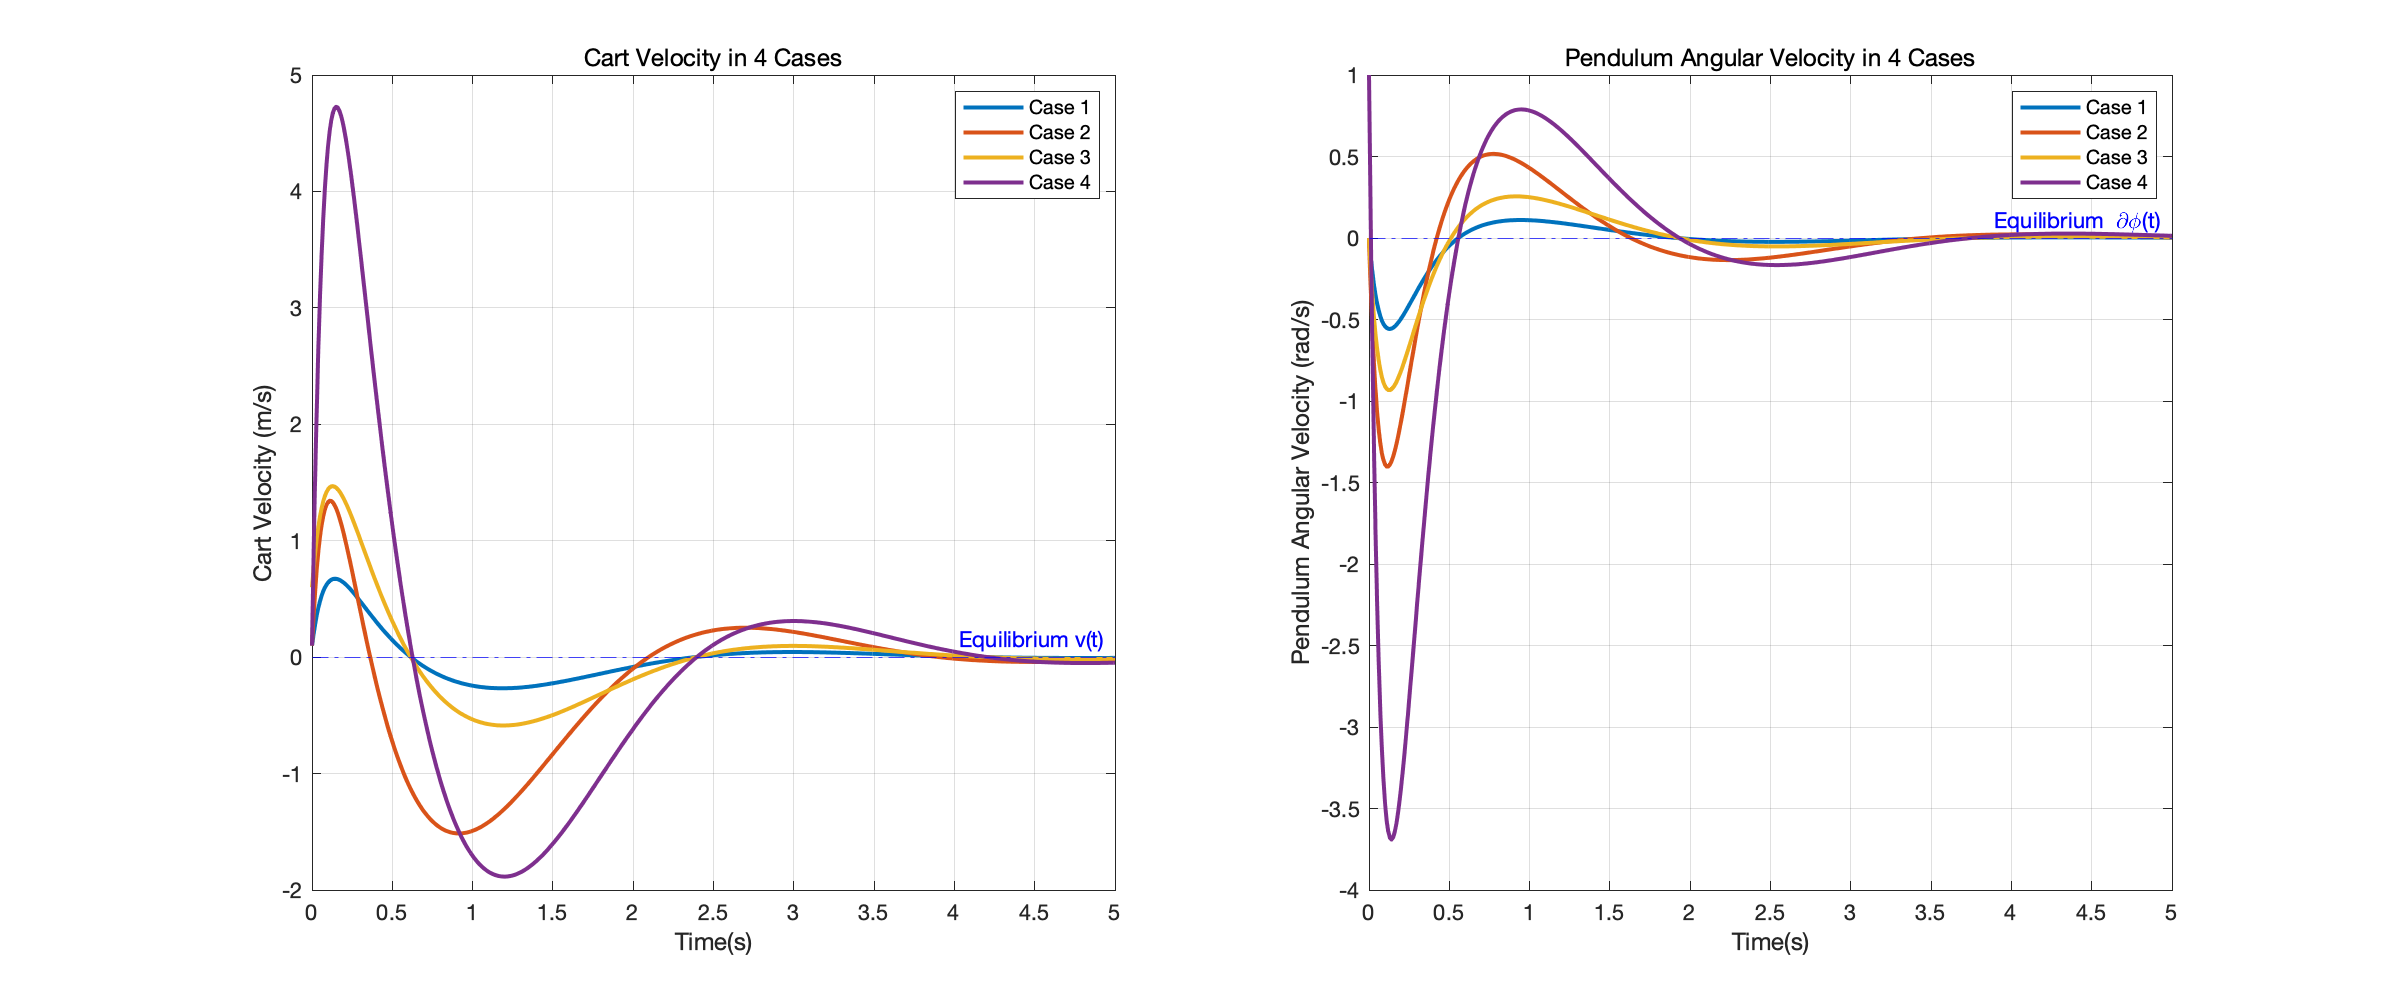 Cart Velocity in 4 Cases
5
4
3
2
1
0
-1
-2
Cart Velocity (m/s)
Case 1
Case 2
Case 3
Case 4
Equilibrium v(t)
0 0.5 1 1.5 2 2.5 3 3.5 4 4.5 5
Time(s)
Pendulum Angular Velocity in 4 Cases
1
0.5
0
-0.5
-1
-1.5
-2
-2.5
-3
-3.5
-4
Pendulum Angular Velocity (rad/s)
Case 1
Case 2
Case 3
Case 4
Equilibrium ∂ϕ(t)
0 0.5 1 1.5 2 2.5 3 3.5 4 4.5 5
Time(s)